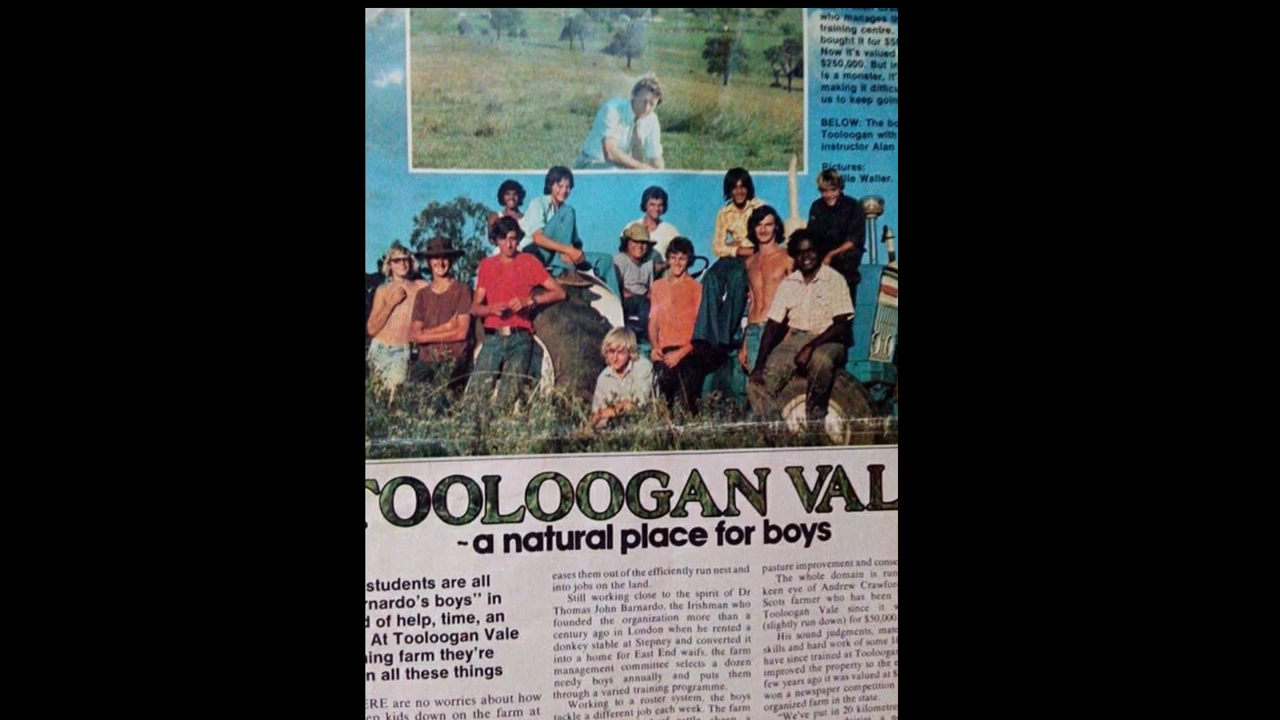 who manages
training centre.
bought it for
Now it's valued
$250,000. But in
is a monster, it'
making it difficu
us to keep goin
BELOW: The bo
Tooloogan with
instructor Alan
Pictures:
Waller.
TOOLOOGAN VAL
~a natural place for boys
students are all
rnardo's boys" in
d of help, time, an
At Tooloogan Vale
ning farm they're
n all these things
ERE are no worries about how
en kids down on the farm at
eases them out of the efficiently run nest and
into jobs on the land.
Still working close to the spirit of Dr
Thomas John Barnardo, the Irishman who
founded the organization more than a
century ago in London when he rented a
donkey stable at Stepney and converted it
into a home for East End waifs, the farm
management committee selects a dozen
needy boys annually and puts them
through a varied training programme.
Working to a roster system, the boys
tackle a different job each week. The farm
pasture improvement and conse
The whole domain is run
keen eye of Andrew Crawfor
Scots farmer who has been
Tooloogan Vale since it w
(slightly run down) for $50,000
His sound judgments, mat
skills and hard work of some
have since trained at Tooloogan
improved the property to the e
few years ago it was valued at
won a newspaper competition
organized farm in the state.
"We've put in 20 kilometre